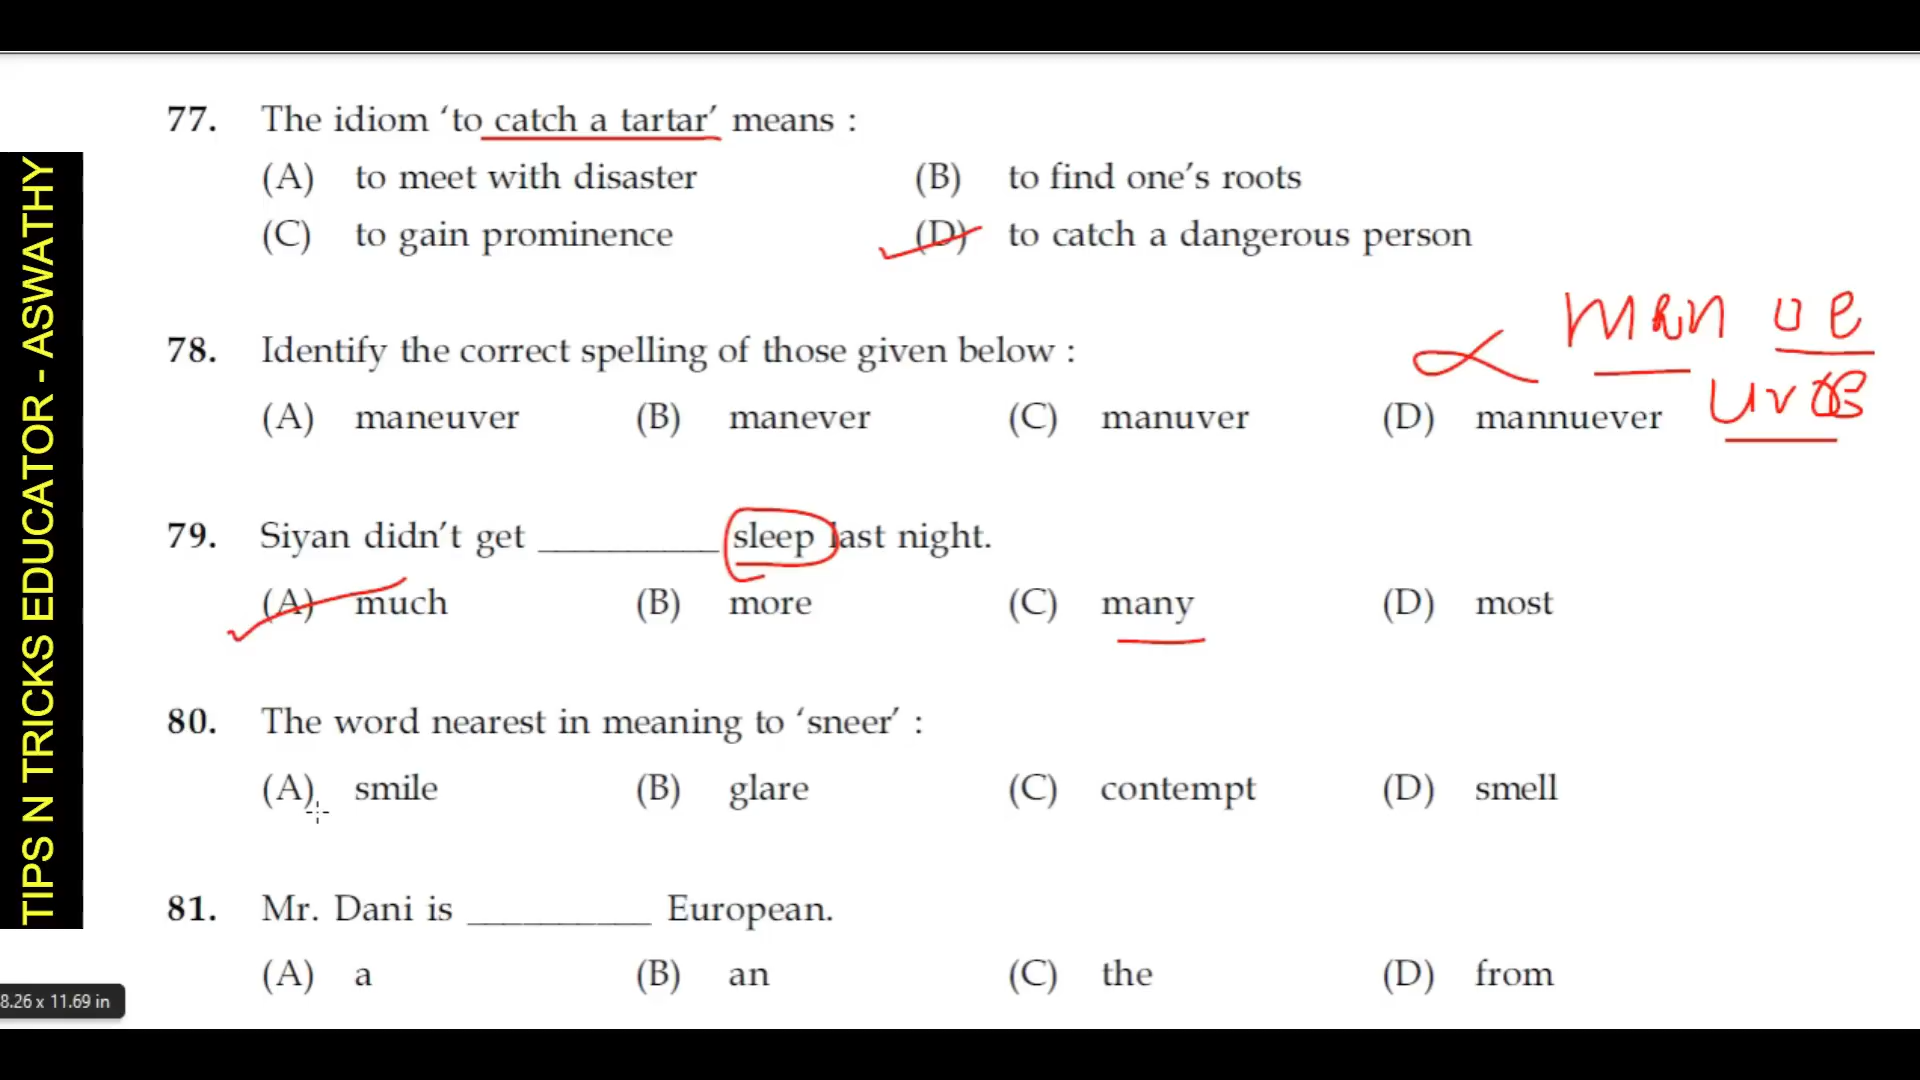 77. The idiom ‘to catch a tartar’ means :
(A) to meet with disaster (B) to find one’s roots
(C) to gain prominence (D) to catch a dangerous person
78. Identify the correct spelling of those given below :
(A) maneuver (B) manever (C) manuver (D) mannuever
79. Siyan didn’t get __________ sleep last night.
(A) much (B) more (C) many (D) most
80. The word nearest in meaning to ‘sneer’ :
(A) smile (B) glare (C) contempt (D) smell
81. Mr. Dani is __________ European.
(A) a (B) an (C) the (D) from
TIPS N TRICKS EDUCATOR - ASWATHY
8.26 x 11.69 in